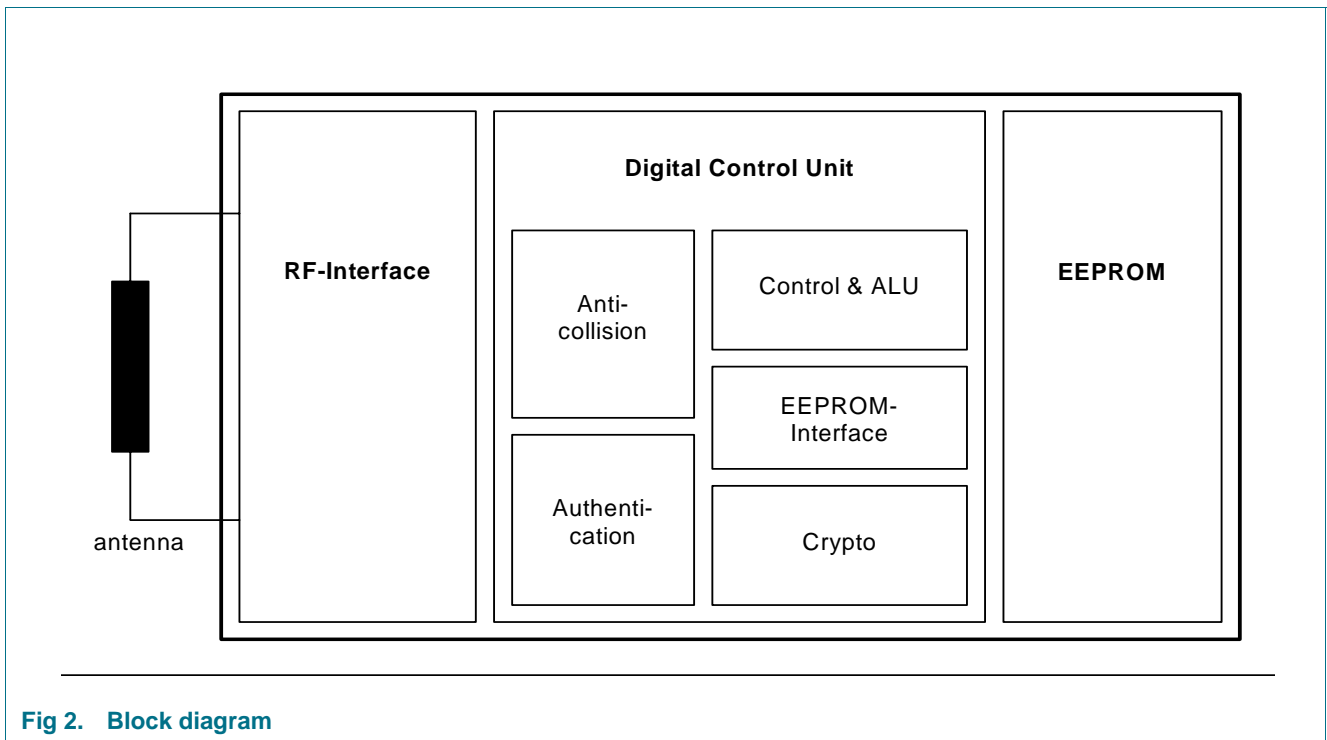 Digital Control Unit
RF-Interface
EEPROM
Anti-
collision
Control & ALU
EEPROM-
Interface
Authenti-
cation
Crypto
antenna
Fig 2. Block diagram